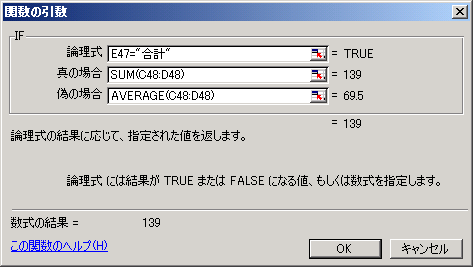 関数の引数
IF
論理式 E47="合計" = TRUE
真の場合 SUM(C48:D48) = 139
偽の場合 AVERAGE(C48:D48) = 69.5
= 139
論理式の結果に応じて、指定された値を返します。
論理式 には結果が TRUE または FALSE になる値、もしくは数式を指定します。
数式の結果 = 139
この関数のヘルプ(H) OK キャンセル